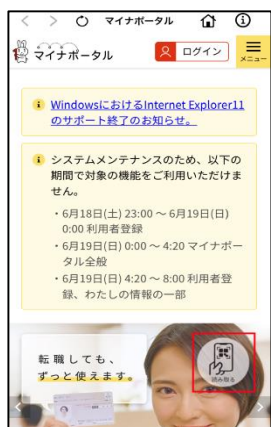 マイナポータル
マイナポータル
ログイン
メニュー
WindowsにおけるInternet Explorer11
のサポート終了のお知らせ。
システムメンテナンスのため、以下の
期間で対象の機能をご利用いただけま
せん。
・6月18日(土) 23:00 ～ 6月19日(日)
0:00 利用者登録
・6月19日(日) 0:00 ～ 4:20 マイナポー
タル全般
・6月19日(日) 4:20 ～ 8:00 利用者登
録、わたしの情報の一部
転職しても、
ずっと使えます。
読み取る